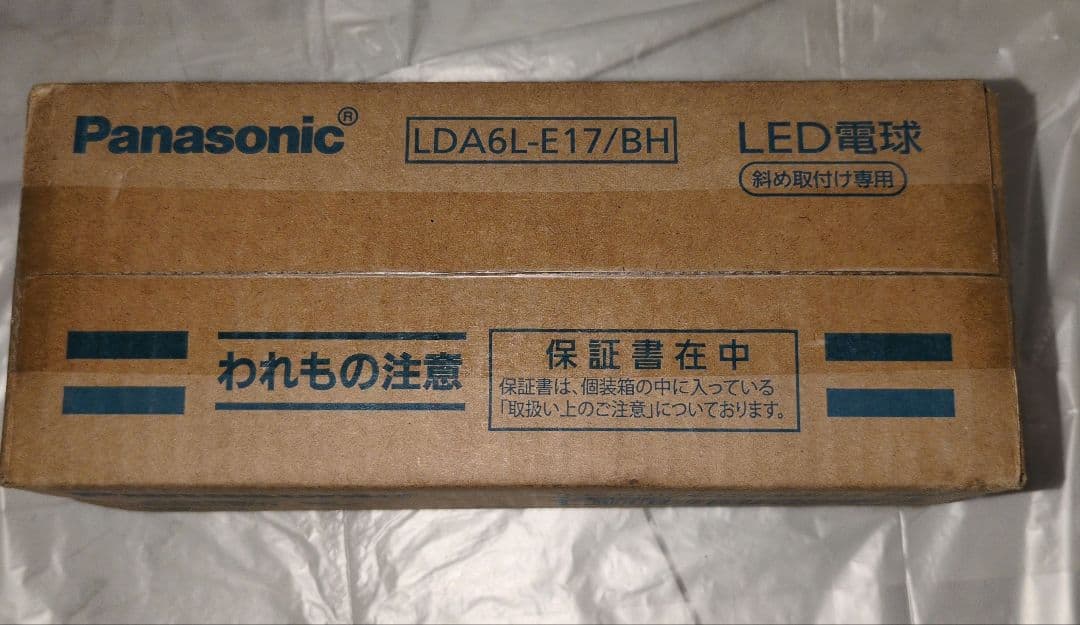 Panasonic®
LDA6L-E17/BH
LED電球
斜め取付け専用
われもの注意
保証書在中
保証書は、個装箱の中に入っている
「取扱い上のご注意」についております。